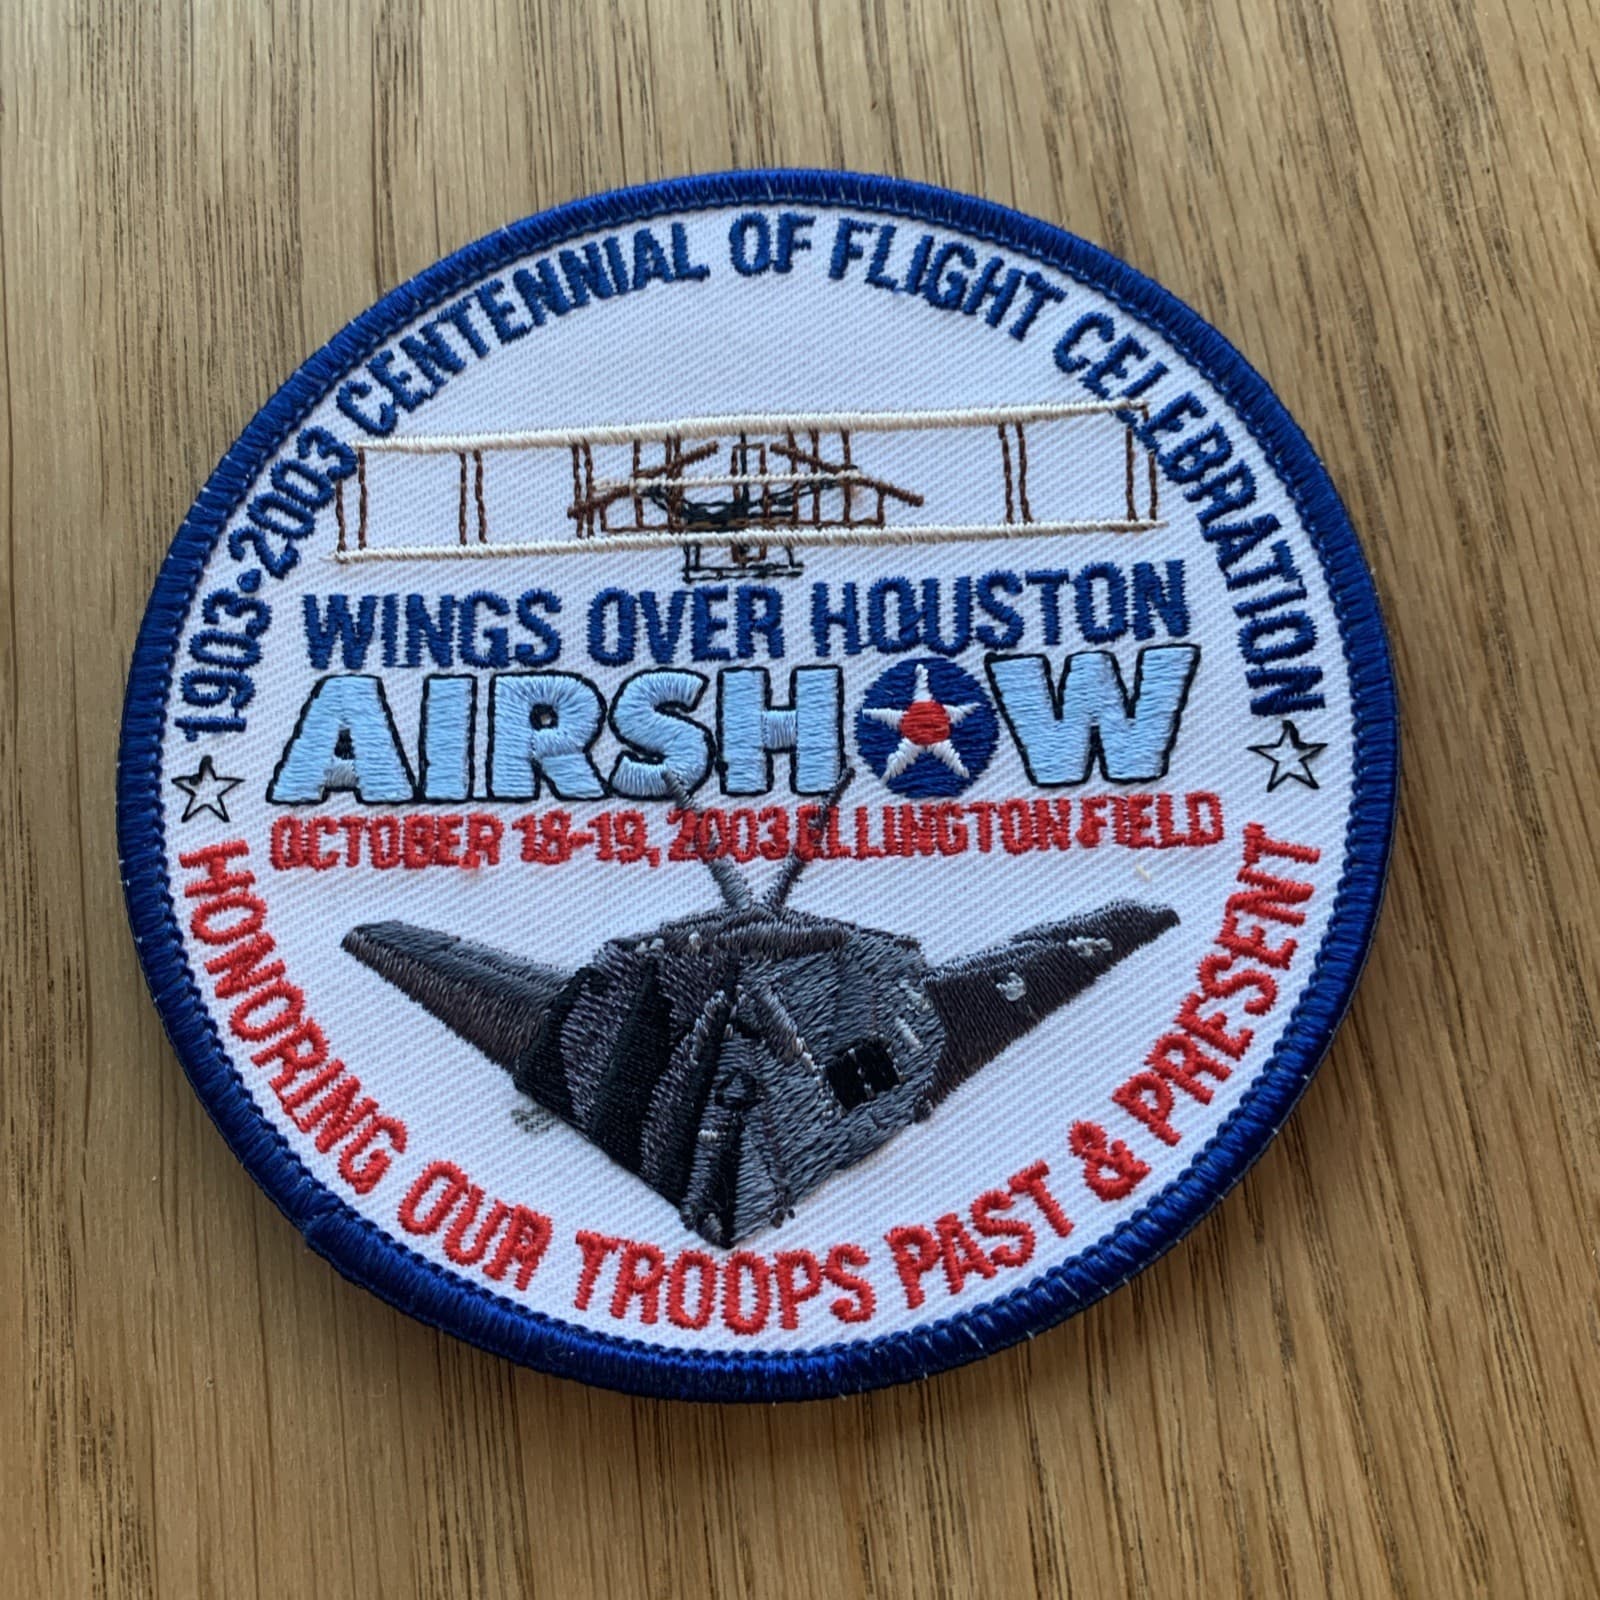 1903•2003 CENTENNIAL OF FLIGHT CELEBRATION
WINGS OVER HOUSTON
AIRSHOW
OCTOBER 18-19, 2003 ELLINGTON FIELD
HONORING OUR TROOPS PAST & PRESENT